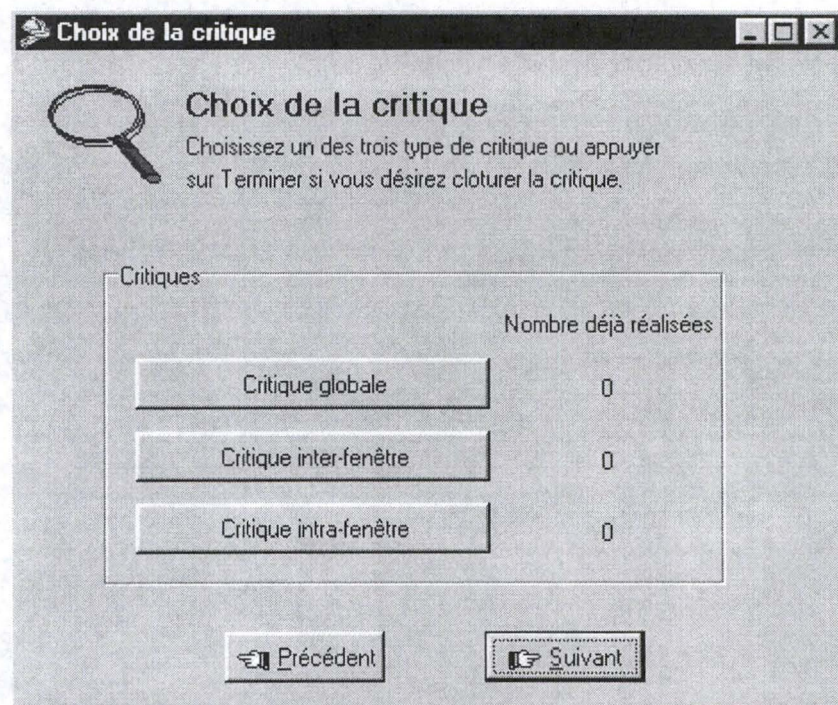 Choix de la critique
Choix de la critique
Choisissez un des trois type de critique ou appuyer
sur Terminer si vous désirez cloturer la critique.
Critiques
Nombre déjà réalisées
Critique globale 0
Critique inter-fenêtre 0
Critique intra-fenêtre 0
Précédent Suivant